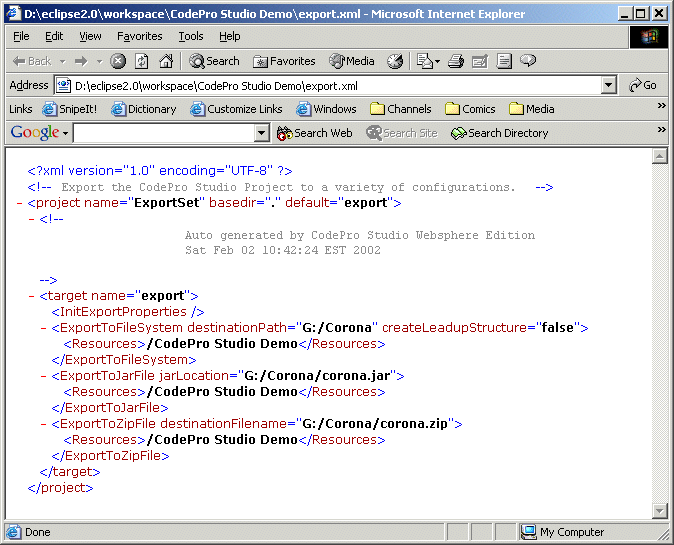 D:\eclipse2.0\workspace\CodePro Studio Demo\export.xml - Microsoft Internet Explorer
File Edit View Favorites Tools Help
Back Search Favorites Media
Address D:\eclipse2.0\workspace\CodePro Studio Demo\export.xml Go
Links SnipeIt! Dictionary Customize Links Windows Channels Comics Media »
Google Search Web Search Site Search Directory »
<?xml version="1.0" encoding="UTF-8" ?>
<!-- Export the CodePro Studio Project to a variety of configurations. -->
- <project name="ExportSet" basedir="." default="export">
- <!--
Auto generated by CodePro Studio Websphere Edition
Sat Feb 02 10:42:24 EST 2002
-->
- <target name="export">
<InitExportProperties />
- <ExportToFileSystem destinationPath="G:/Corona" createLeadupStructure="false">
<Resources>/CodePro Studio Demo</Resources>
</ExportToFileSystem>
- <ExportToJarFile jarLocation="G:/Corona/corona.jar">
<Resources>/CodePro Studio Demo</Resources>
</ExportToJarFile>
- <ExportToZipFile destinationFilename="G:/Corona/corona.zip">
<Resources>/CodePro Studio Demo</Resources>
</ExportToZipFile>
</target>
</project>
Done My Computer